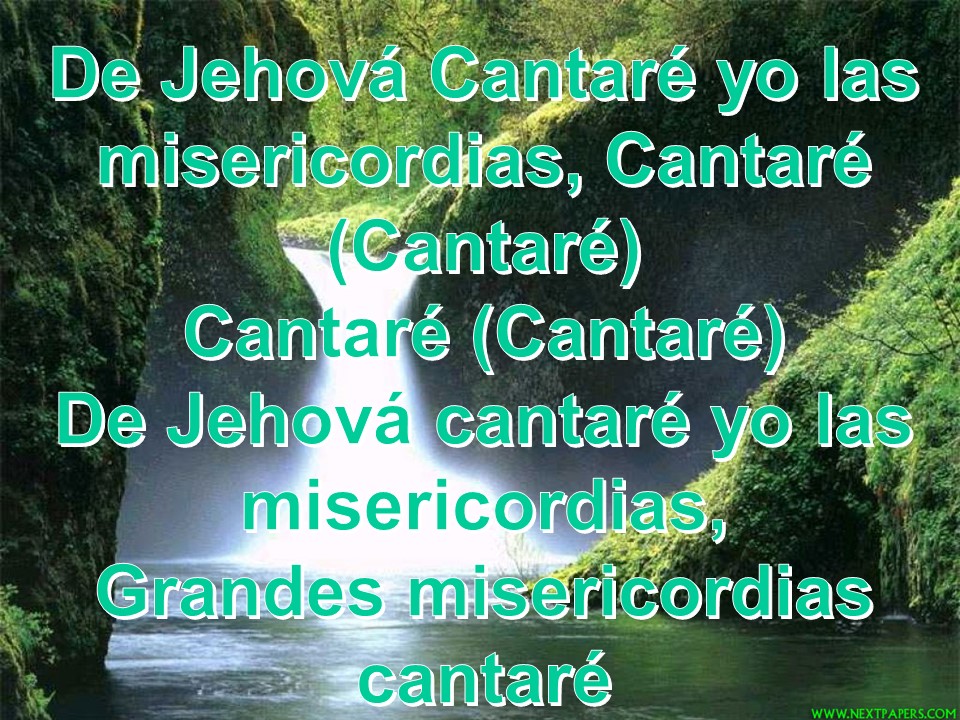 De Jehová Cantaré yo las
misericordias, Cantaré
(Cantaré)
Cantaré (Cantaré)
De Jehová cantaré yo las
misericordias,
Grandes misericordias
cantaré
WWW.NEXTPAPERS.COM